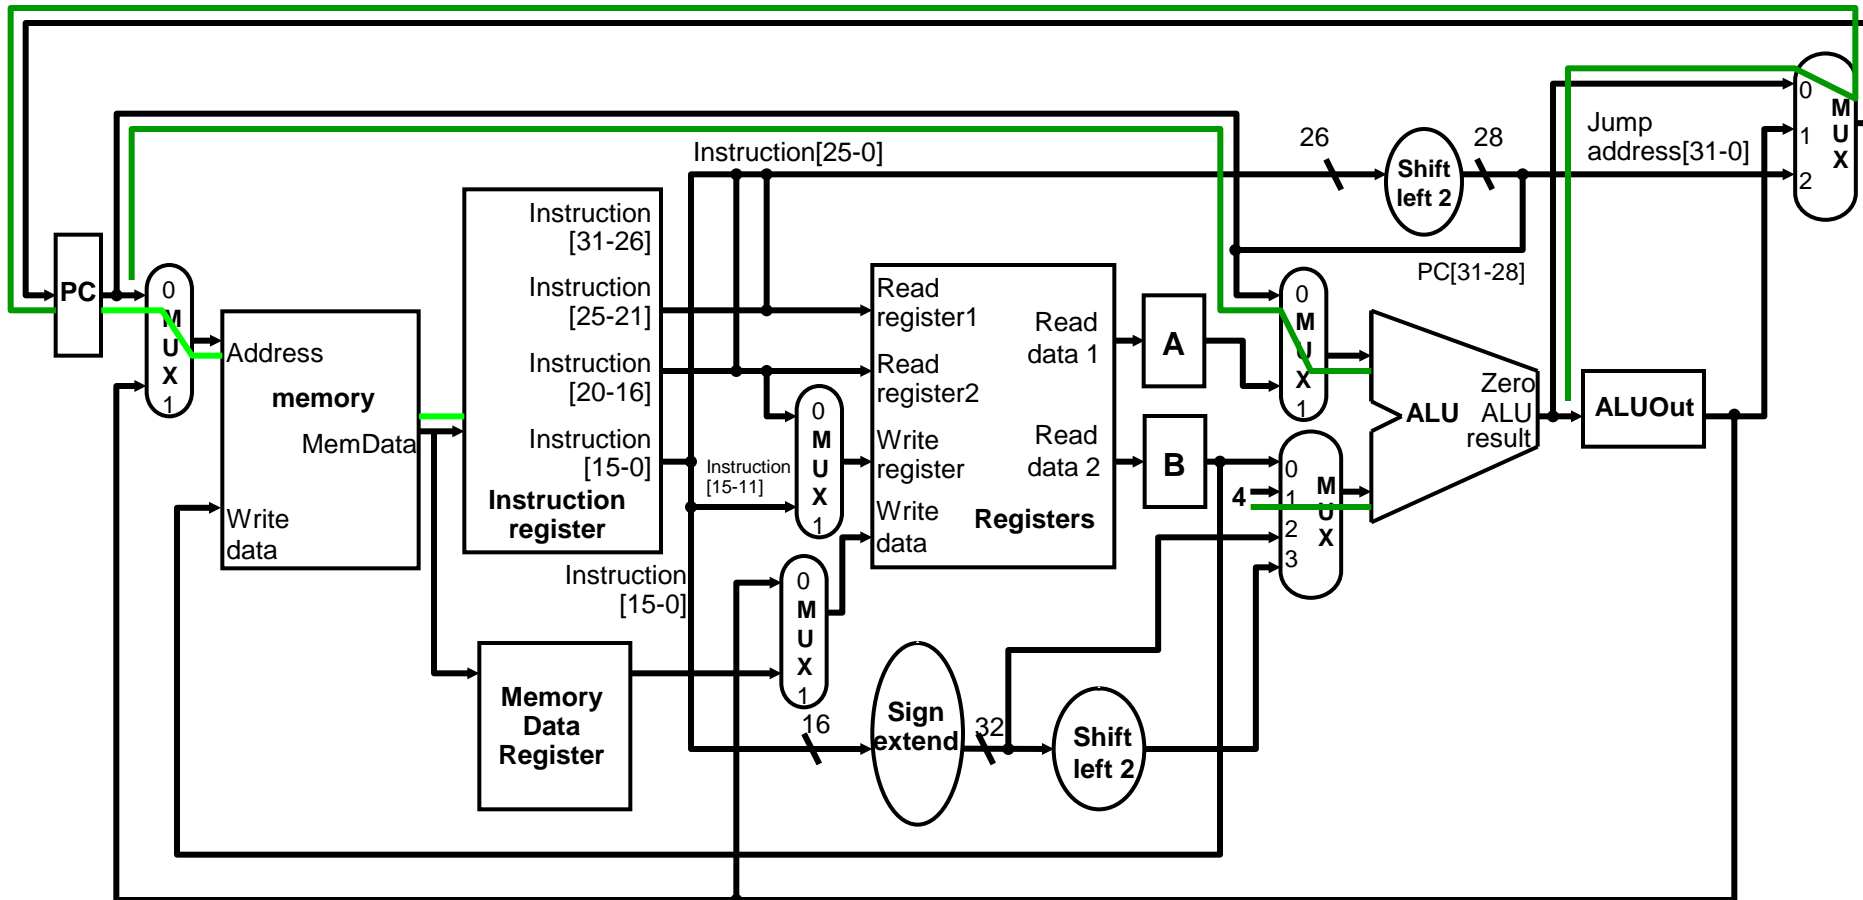 Instruction[25-0]
26
28
Shift
left 2
Jump
address[31-0]
0
1
2
M
U
X
PC
0
M
U
X
1
Address
memory
MemData
Write
data
Instruction
[31-26]
Instruction
[25-21]
Instruction
[20-16]
Instruction
[15-0]
Instruction
register
Instruction
[15-11]
0
M
U
X
1
Instruction
[15-0]
0
M
U
X
1
Memory
Data
Register
Read
register1
Read
register2
Write
register
Write
data
Read
data 1
Read
data 2
Registers
A
B
PC[31-28]
0
M
U
X
1
4
0
1
2
3
M
U
X
ALU
Zero
ALU
result
ALUOut
16
Sign
extend
32
Shift
left 2